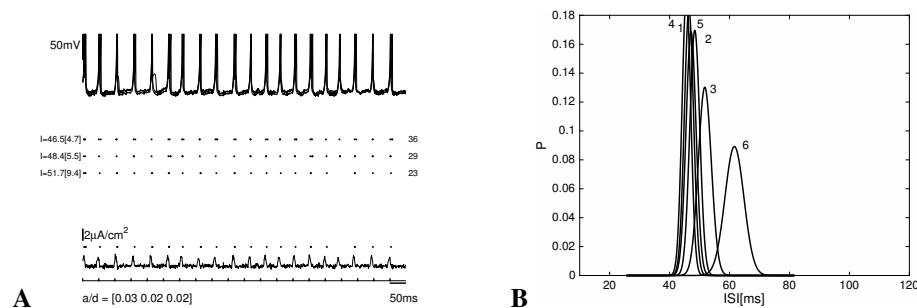 50mV
I=46.5[4.7] 36
I=48.4[5.5] 29
I=51.7[9.4] 23
2μA/cm²
a/d = [0.03 0.02 0.02] 50ms
A
0.18
0.16
0.14
0.12
0.1
0.08
0.06
0.04
0.02
0
P
4 1 5 2 3 6
20 40 60 80 100 120
ISI[ms]
B